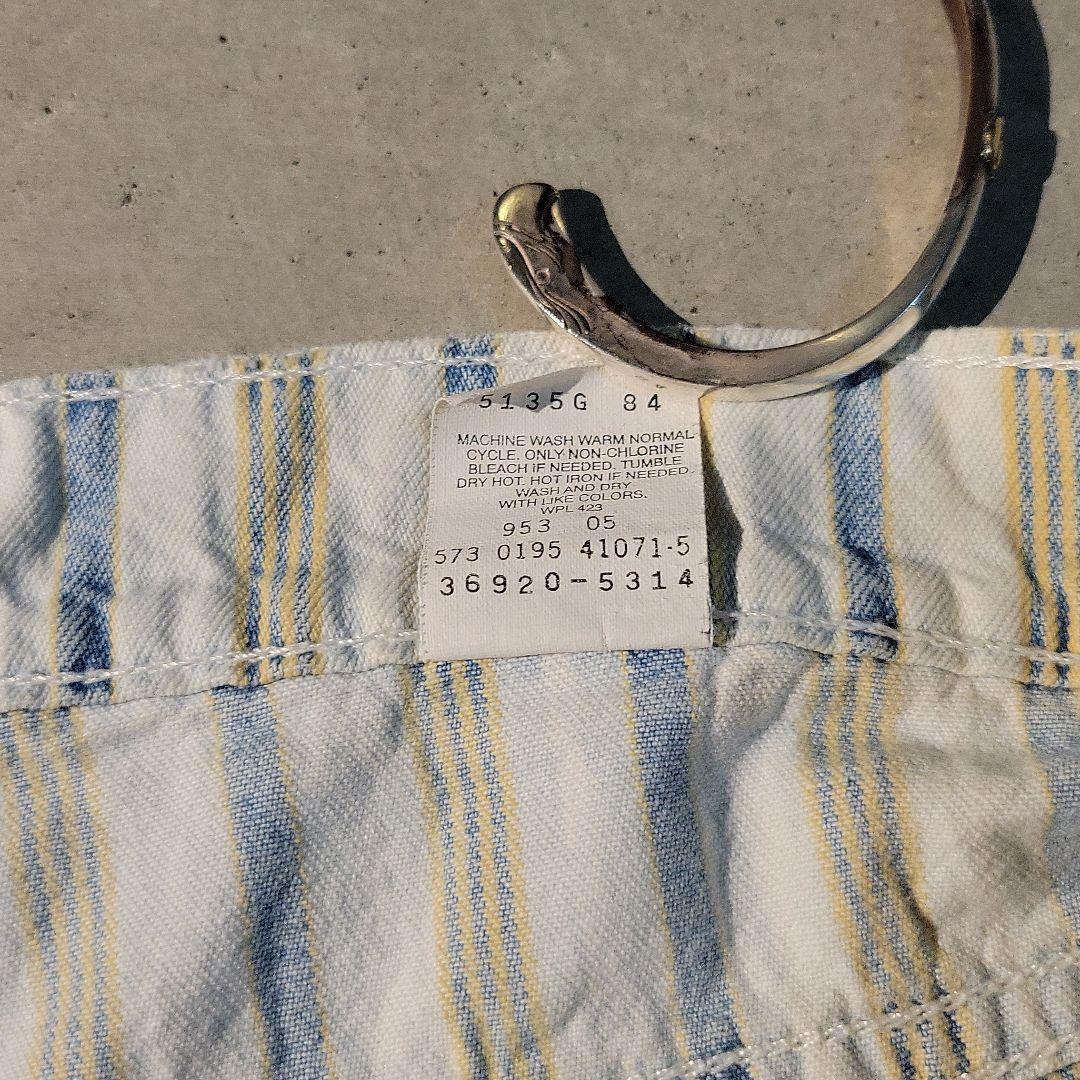 5135G 84
MACHINE WASH WARM NORMAL
CYCLE. ONLY NON-CHLORINE
BLEACH IF NEEDED. TUMBLE
DRY HOT. HOT IRON IF NEEDED.
WASH AND DRY
WITH LIKE COLORS.
WPL 423
953 05
573 0195 41071-5
36920-5314